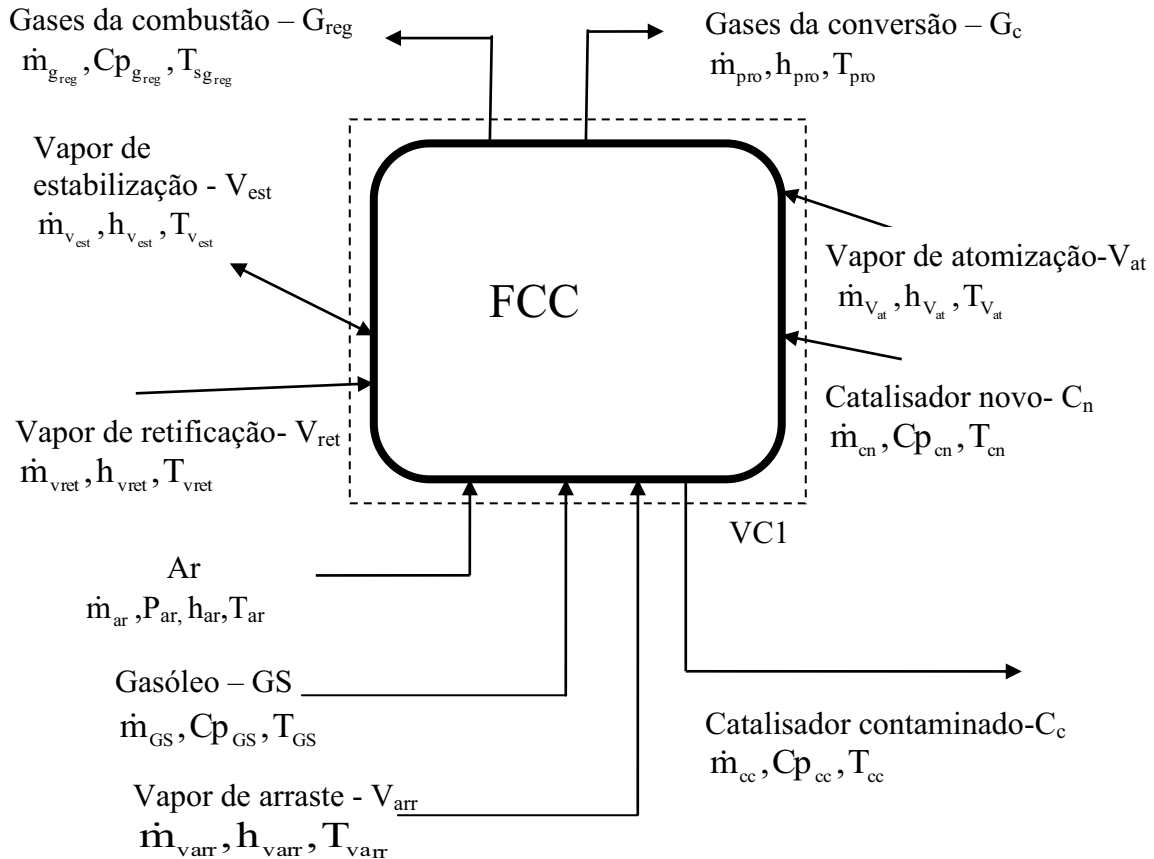 Gases da combustão – G_reg
ṁ_g_reg , Cp_g_reg , T_sg_reg
Gases da conversão – G_c
ṁ_pro , h_pro , T_pro
Vapor de
estabilização - V_est
ṁ_v_est , h_v_est , T_v_est
FCC
Vapor de atomização-V_at
ṁ_V_at , h_V_at , T_V_at
Catalisador novo- C_n
ṁ_cn , Cp_cn , T_cn
Vapor de retificação- V_ret
ṁ_vret , h_vret , T_vret
VC1
Ar
ṁ_ar ,P_ar, h_ar,T_ar
Gasóleo – GS
ṁ_GS , Cp_GS , T_GS
Catalisador contaminado-C_c
ṁ_cc , Cp_cc , T_cc
Vapor de arraste - V_arr
ṁ_varr , h_varr , T_varr